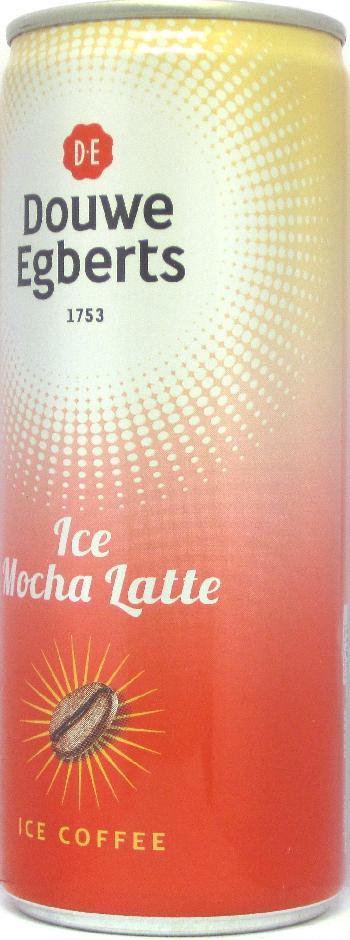 D·E
Douwe
Egberts
1753
Ice
Mocha Latte
ICE COFFEE